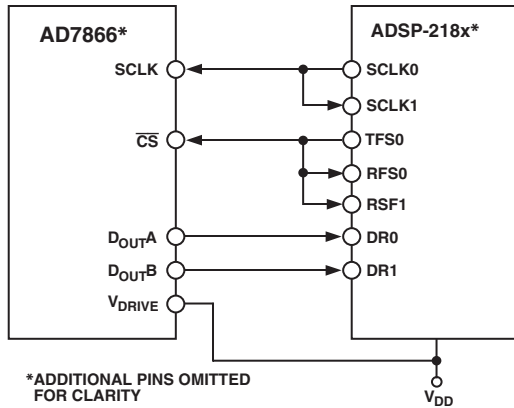 AD7866*
SCLK
CS
DOUTA
DOUTB
VDRIVE
ADSP-218x*
SCLK0
SCLK1
TFS0
RFS0
RSF1
DR0
DR1
VDD
*ADDITIONAL PINS OMITTED
FOR CLARITY